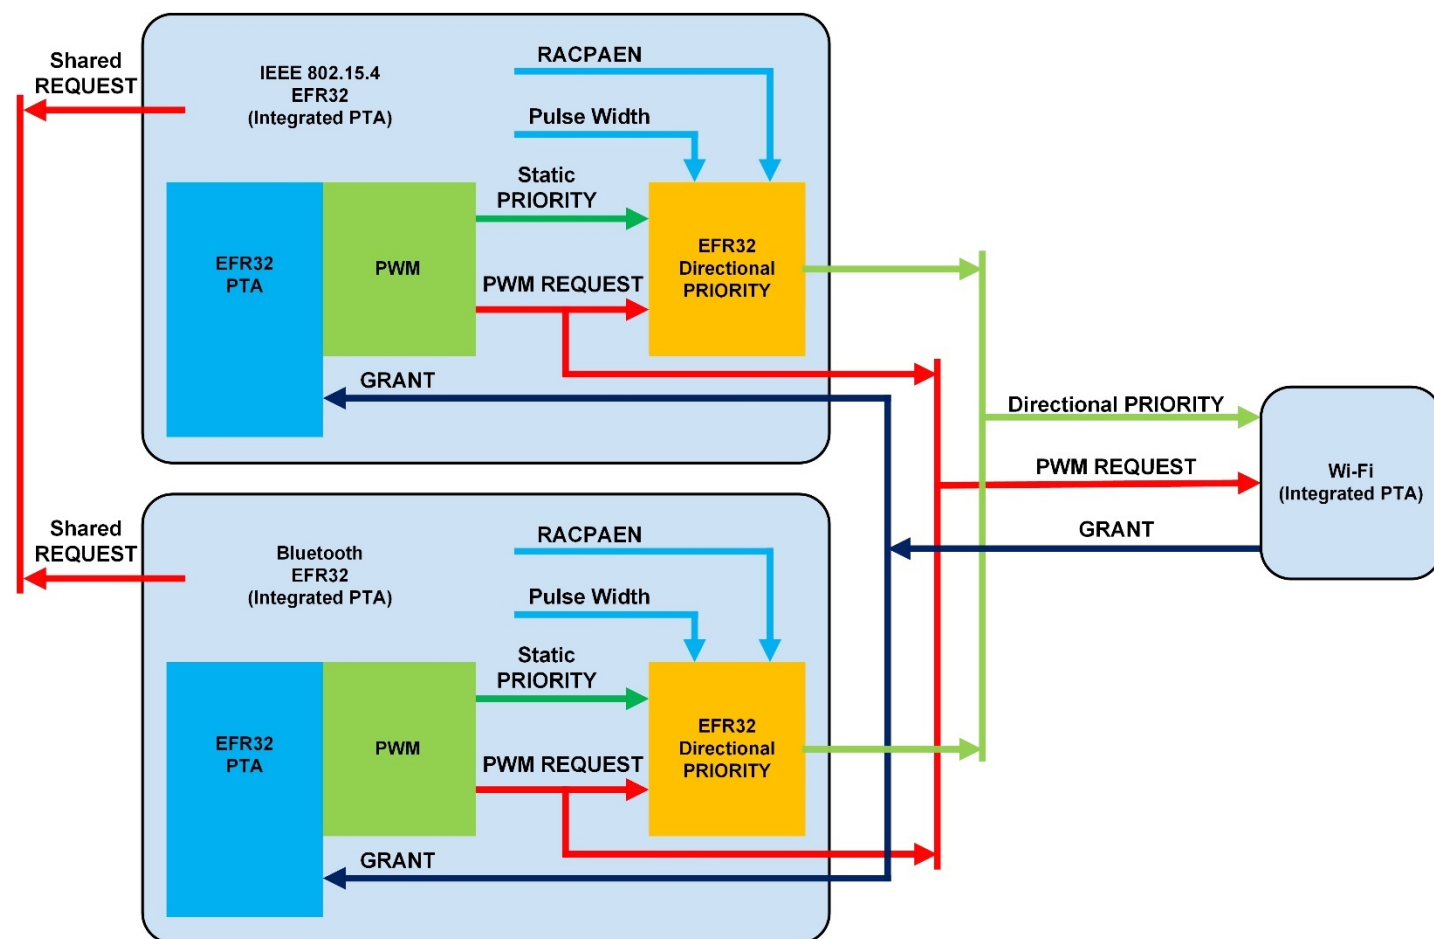 Shared
REQUEST
IEEE 802.15.4
EFR32
(Integrated PTA)
RACPAEN
Pulse Width
Static
PRIORITY
EFR32
PTA
PWM
PWM REQUEST
EFR32
Directional
PRIORITY
GRANT
Directional PRIORITY
PWM REQUEST
GRANT
Wi-Fi
(Integrated PTA)
Shared
REQUEST
Bluetooth
EFR32
(Integrated PTA)
RACPAEN
Pulse Width
Static
PRIORITY
EFR32
PTA
PWM
PWM REQUEST
EFR32
Directional
PRIORITY
GRANT